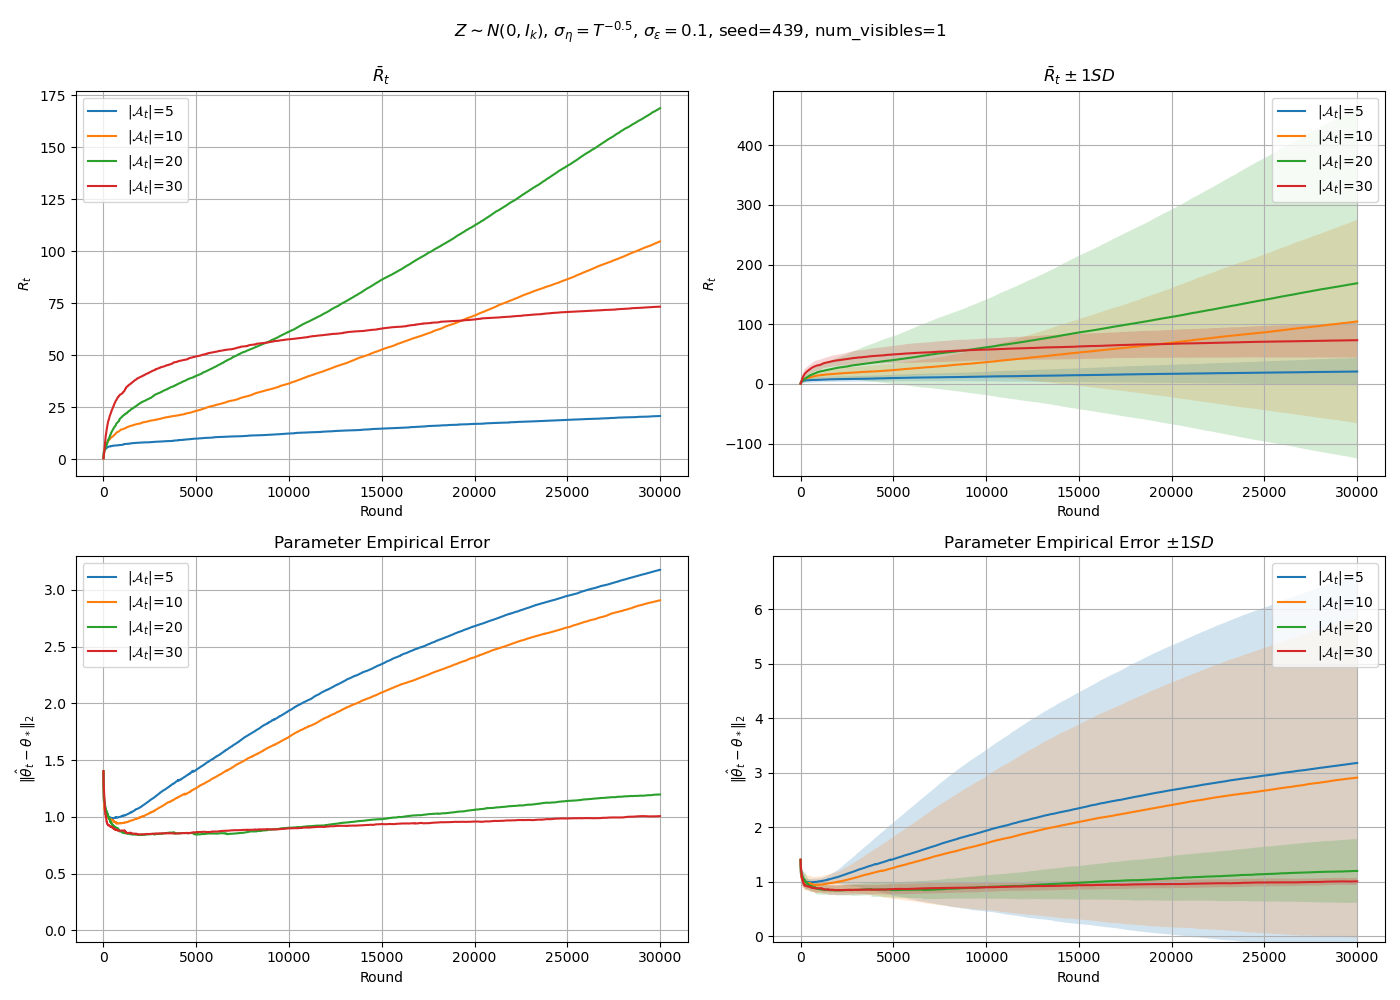 Z ∼ N(0, I_k), σ_η = T^{−0.5}, σ_ε = 0.1, seed=439, num_visibles=1
R̄_t
R_t
175
150
125
100
75
50
25
0
|𝒜_t|=5
|𝒜_t|=10
|𝒜_t|=20
|𝒜_t|=30
0 5000 10000 15000 20000 25000 30000
Round
R̄_t ± 1SD
R_t
400
300
200
100
0
−100
|𝒜_t|=5
|𝒜_t|=10
|𝒜_t|=20
|𝒜_t|=30
0 5000 10000 15000 20000 25000 30000
Round
Parameter Empirical Error
‖θ̂_t − θ_*‖_2
3.0
2.5
2.0
1.5
1.0
0.5
0.0
|𝒜_t|=5
|𝒜_t|=10
|𝒜_t|=20
|𝒜_t|=30
0 5000 10000 15000 20000 25000 30000
Round
Parameter Empirical Error ±1SD
‖θ̂_t − θ_*‖_2
6
5
4
3
2
1
0
|𝒜_t|=5
|𝒜_t|=10
|𝒜_t|=20
|𝒜_t|=30
0 5000 10000 15000 20000 25000 30000
Round